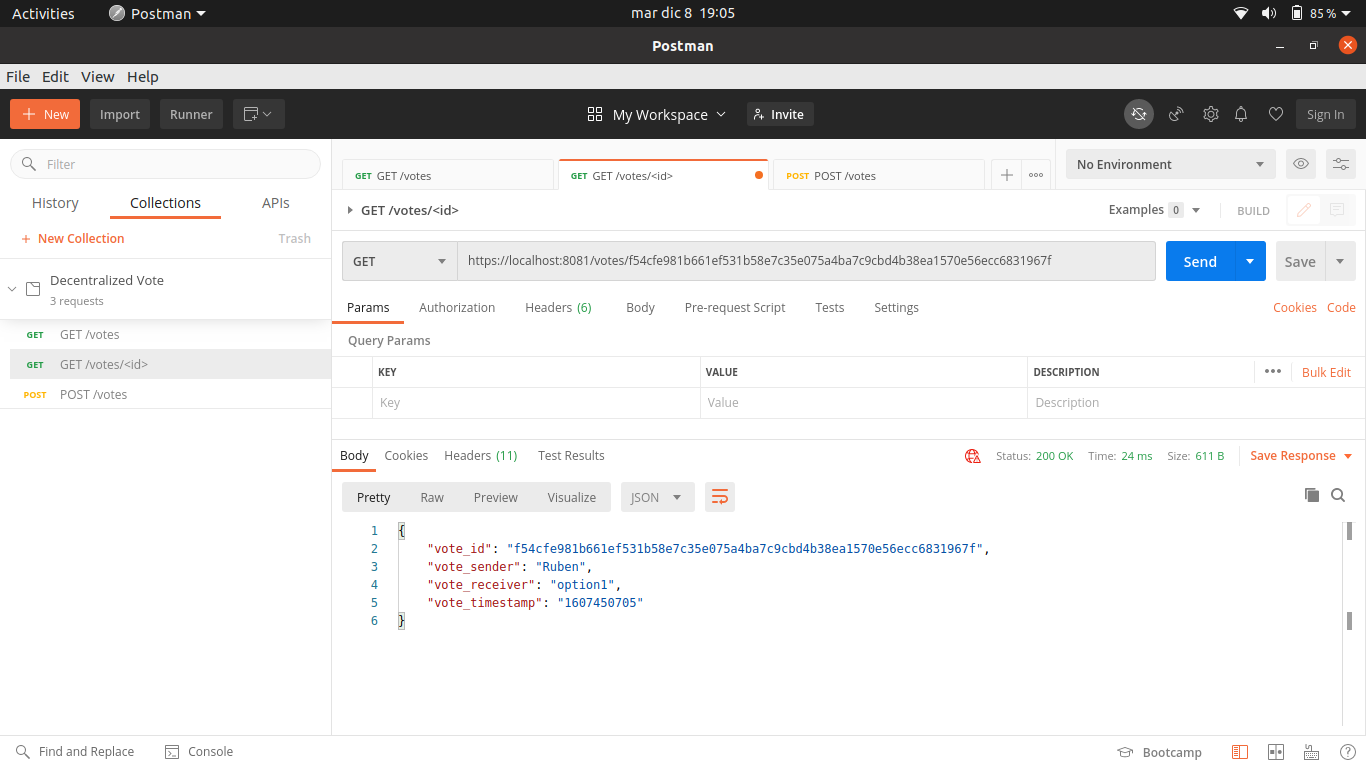 Activities Postman mar dic 8 19:05 85 %
Postman
File Edit View Help
New Import Runner My Workspace Invite Sign In
Filter
History Collections APIs
New Collection Trash
Decentralized Vote
3 requests
GET GET /votes
GET GET /votes/<id>
POST POST /votes
GET GET /votes GET GET /votes/<id> POST POST /votes No Environment
GET /votes/<id> Examples 0 BUILD
GET https://localhost:8081/votes/f54cfe981b661ef531b58e7c35e075a4ba7c9cbd4b38ea1570e56ecc6831967f Send Save
Params Authorization Headers (6) Body Pre-request Script Tests Settings Cookies Code
Query Params
KEY VALUE DESCRIPTION Bulk Edit
Key Value Description
Body Cookies Headers (11) Test Results Status: 200 OK Time: 24 ms Size: 611 B Save Response
Pretty Raw Preview Visualize JSON
1 {
2 "vote_id": "f54cfe981b661ef531b58e7c35e075a4ba7c9cbd4b38ea1570e56ecc6831967f",
3 "vote_sender": "Ruben",
4 "vote_receiver": "option1",
5 "vote_timestamp": "1607450705"
6 }
Find and Replace Console Bootcamp